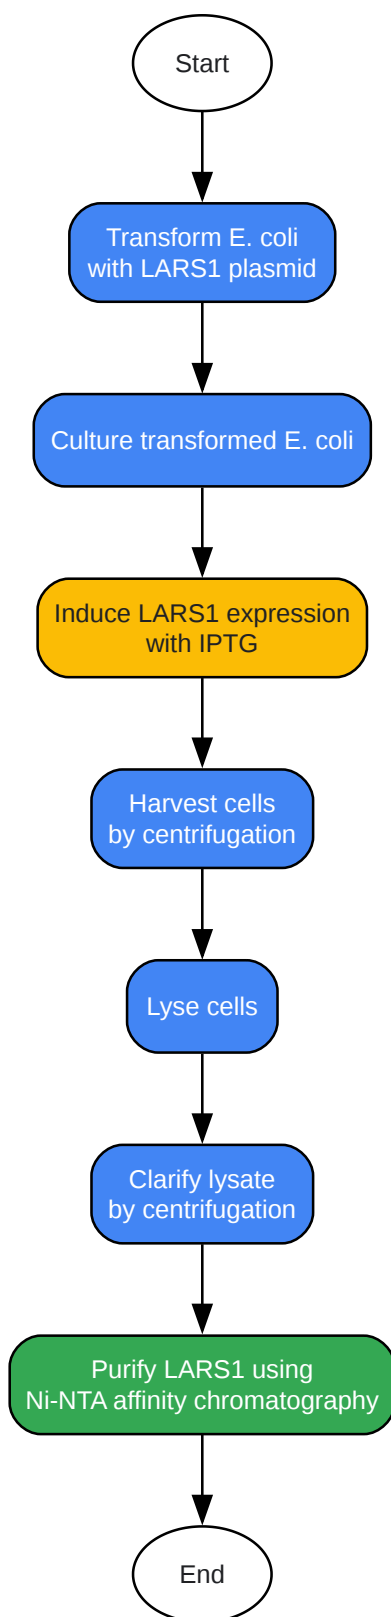 Start
Transform E. coli
with LARS1 plasmid
Culture transformed E. coli
Induce LARS1 expression
with IPTG
Harvest cells
by centrifugation
Lyse cells
Clarify lysate
by centrifugation
Purify LARS1 using
Ni-NTA affinity chromatography
End